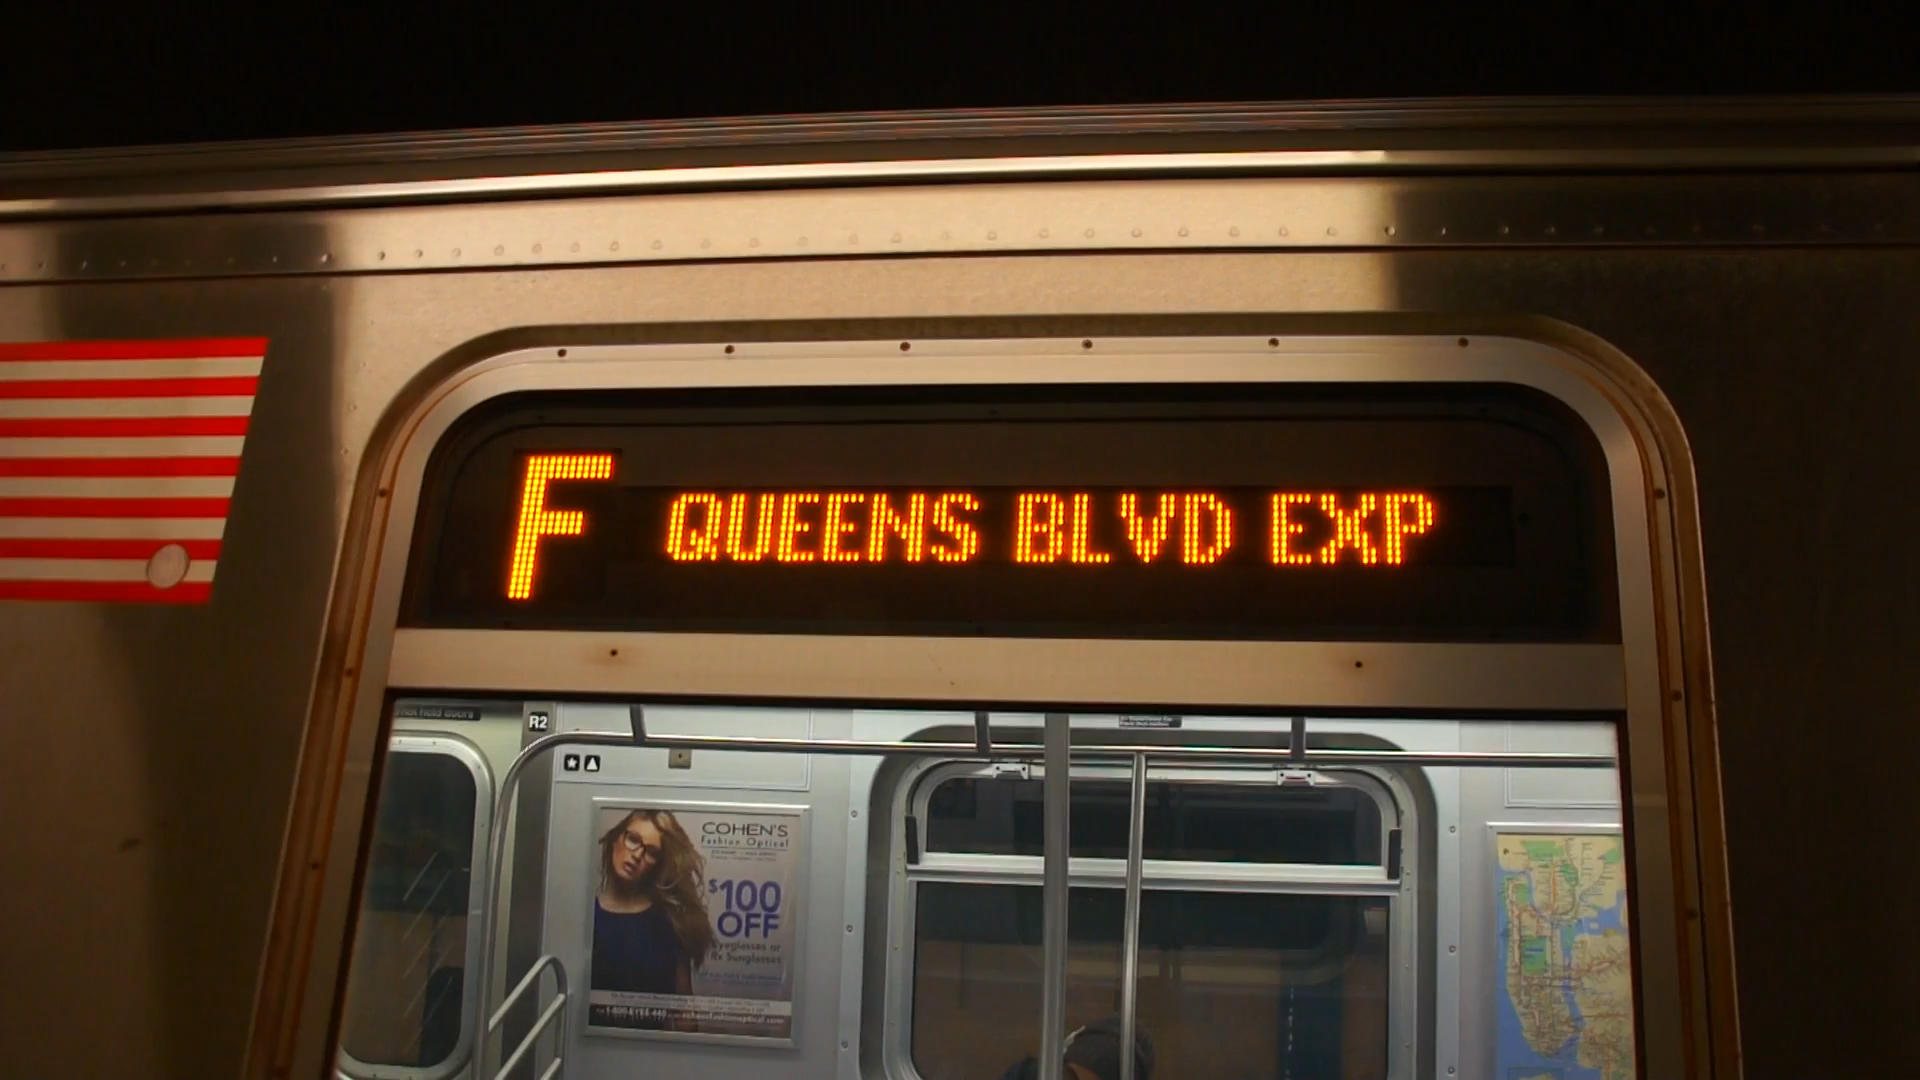 F QUEENS BLVD EXP
R2
COHEN'S
Fashion Optical
$100
OFF
Eyeglasses or
Rx Sunglasses